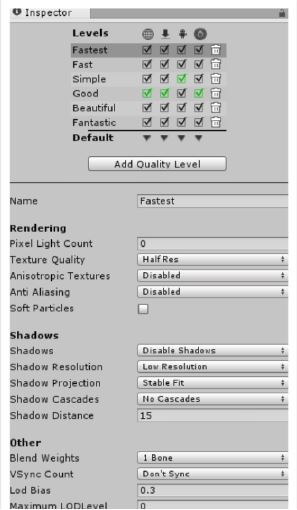 Inspector
Levels
Fastest
Fast
Simple
Good
Beautiful
Fantastic
Default
Add Quality Level
Name Fastest
Rendering
Pixel Light Count 0
Texture Quality Half Res
Anisotropic Textures Disabled
Anti Aliasing Disabled
Soft Particles
Shadows
Shadows Disable Shadows
Shadow Resolution Low Resolution
Shadow Projection Stable Fit
Shadow Cascades No Cascades
Shadow Distance 15
Other
Blend Weights 1 Bone
VSync Count Don't Sync
Lod Bias 0.3
Maximum LODLevel 0